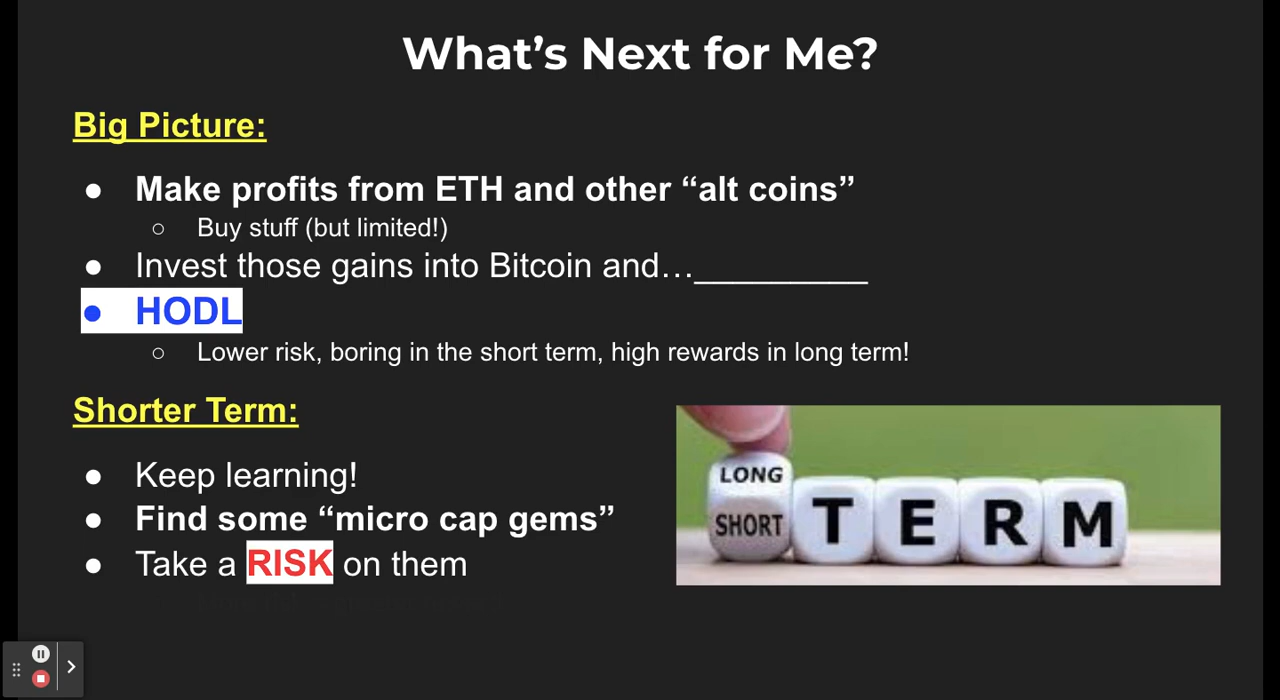 What’s Next for Me?
Big Picture:
● Make profits from ETH and other “alt coins”
○ Buy stuff (but limited!)
● Invest those gains into Bitcoin and…__________
● HODL
○ Lower risk, boring in the short term, high rewards in long term!
Shorter Term:
● Keep learning!
● Find some “micro cap gems”
● Take a RISK on them
LONG
SHORT TERM